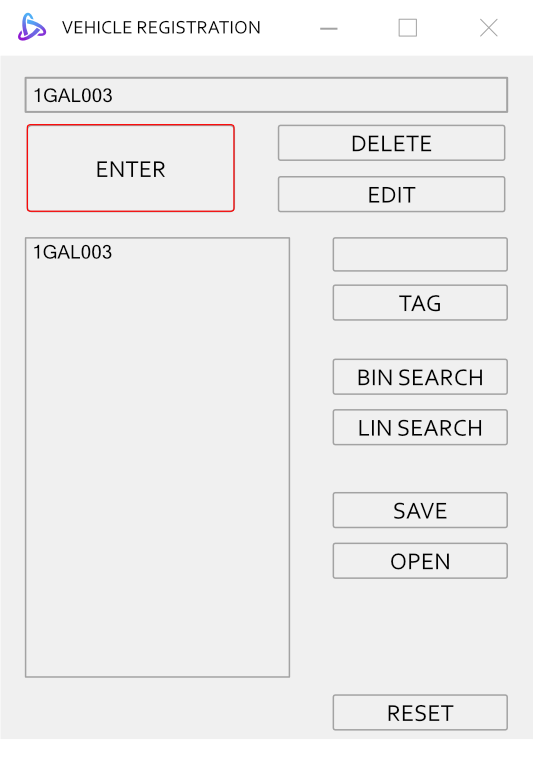 VEHICLE REGISTRATION
1GAL003
ENTER
DELETE
EDIT
1GAL003
TAG
BIN SEARCH
LIN SEARCH
SAVE
OPEN
RESET